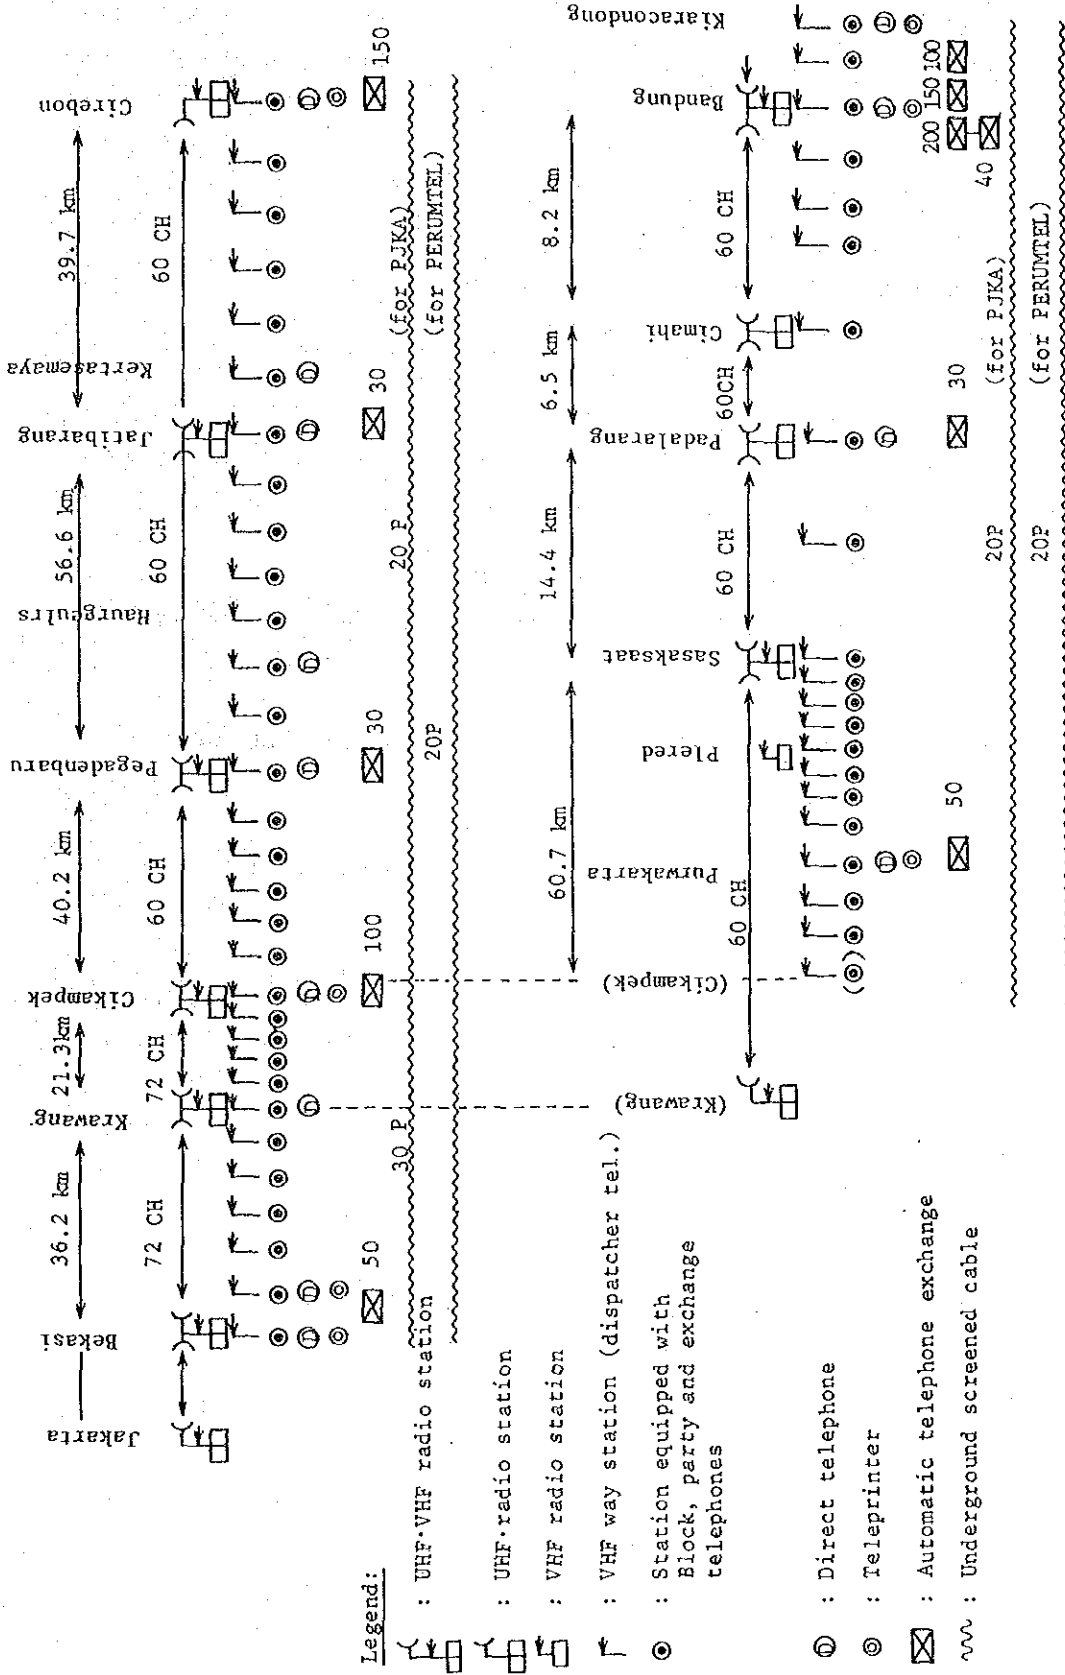 Jakarta
Bekasi
Krawang
Cikampek
Pegadenbaru
Haurgeulrs
Jatibarang
Kertasemaya
Cirebon
36.2 km
21.3km
40.2 km
56.6 km
39.7 km
72 CH
72 CH
60 CH
60 CH
60 CH
50
100
30
30
150
30 P
20 P
(for PJKA)
20P
(for PERUMTEL)
(Krawang)
(Cikampek)
Purwakarta
Plered
Sasaksaat
Padalarang
Cimahi
Bandung
Kiaracondong
60.7 km
14.4 km
6.5 km
8.2 km
60 CH
60 CH
60CH
60 CH
50
30
200
150
100
40
20P
(for PJKA)
20P
(for PERUMTEL)
Legend:
: UHF·VHF radio station
: UHF·radio station
: VHF radio station
: VHF way station (dispatcher tel.)
: Station equipped with
Block, party and exchange
telephones
: Direct telephone
: Teleprinter
: Automatic telephone exchange
: Underground screened cable